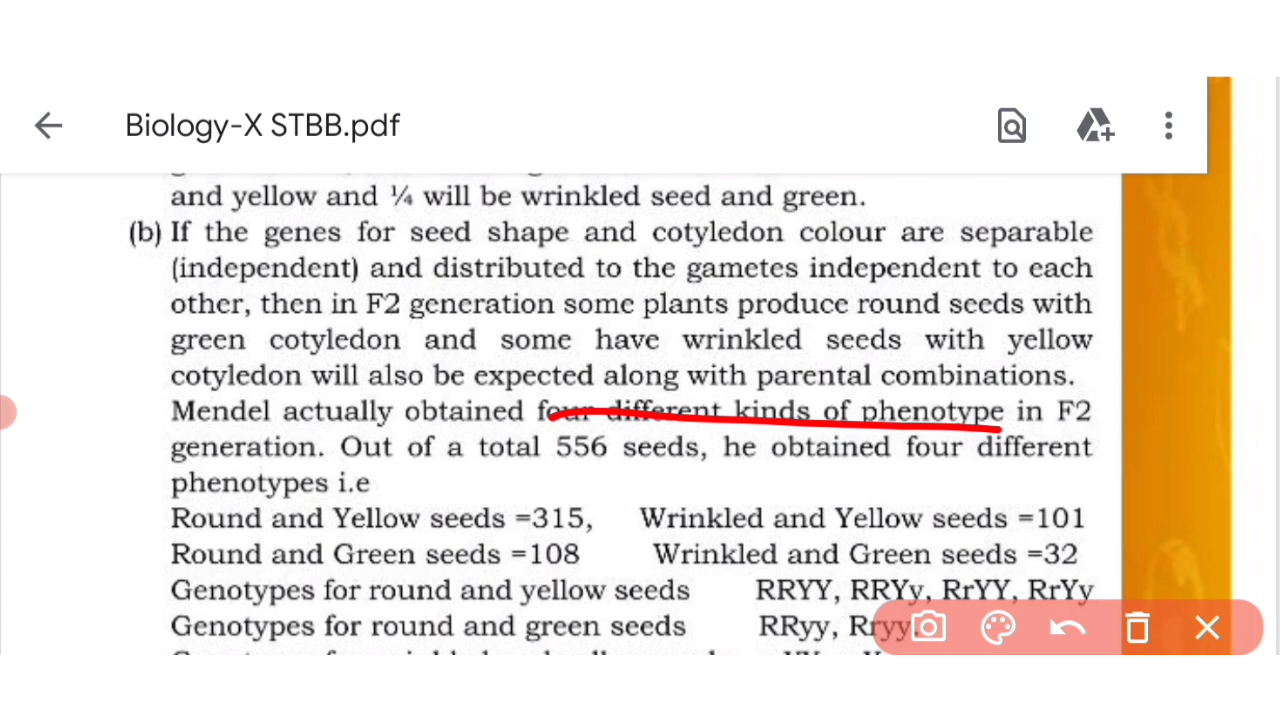 Biology-X STBB.pdf
and yellow and ¼ will be wrinkled seed and green.
(b) If the genes for seed shape and cotyledon colour are separable
(independent) and distributed to the gametes independent to each
other, then in F2 generation some plants produce round seeds with
green cotyledon and some have wrinkled seeds with yellow
cotyledon will also be expected along with parental combinations.
Mendel actually obtained four different kinds of phenotype in F2
generation. Out of a total 556 seeds, he obtained four different
phenotypes i.e
Round and Yellow seeds =315, Wrinkled and Yellow seeds =101
Round and Green seeds =108 Wrinkled and Green seeds =32
Genotypes for round and yellow seeds RRYY, RRYy, RrYY, RrYy
Genotypes for round and green seeds RRyy, Rryy